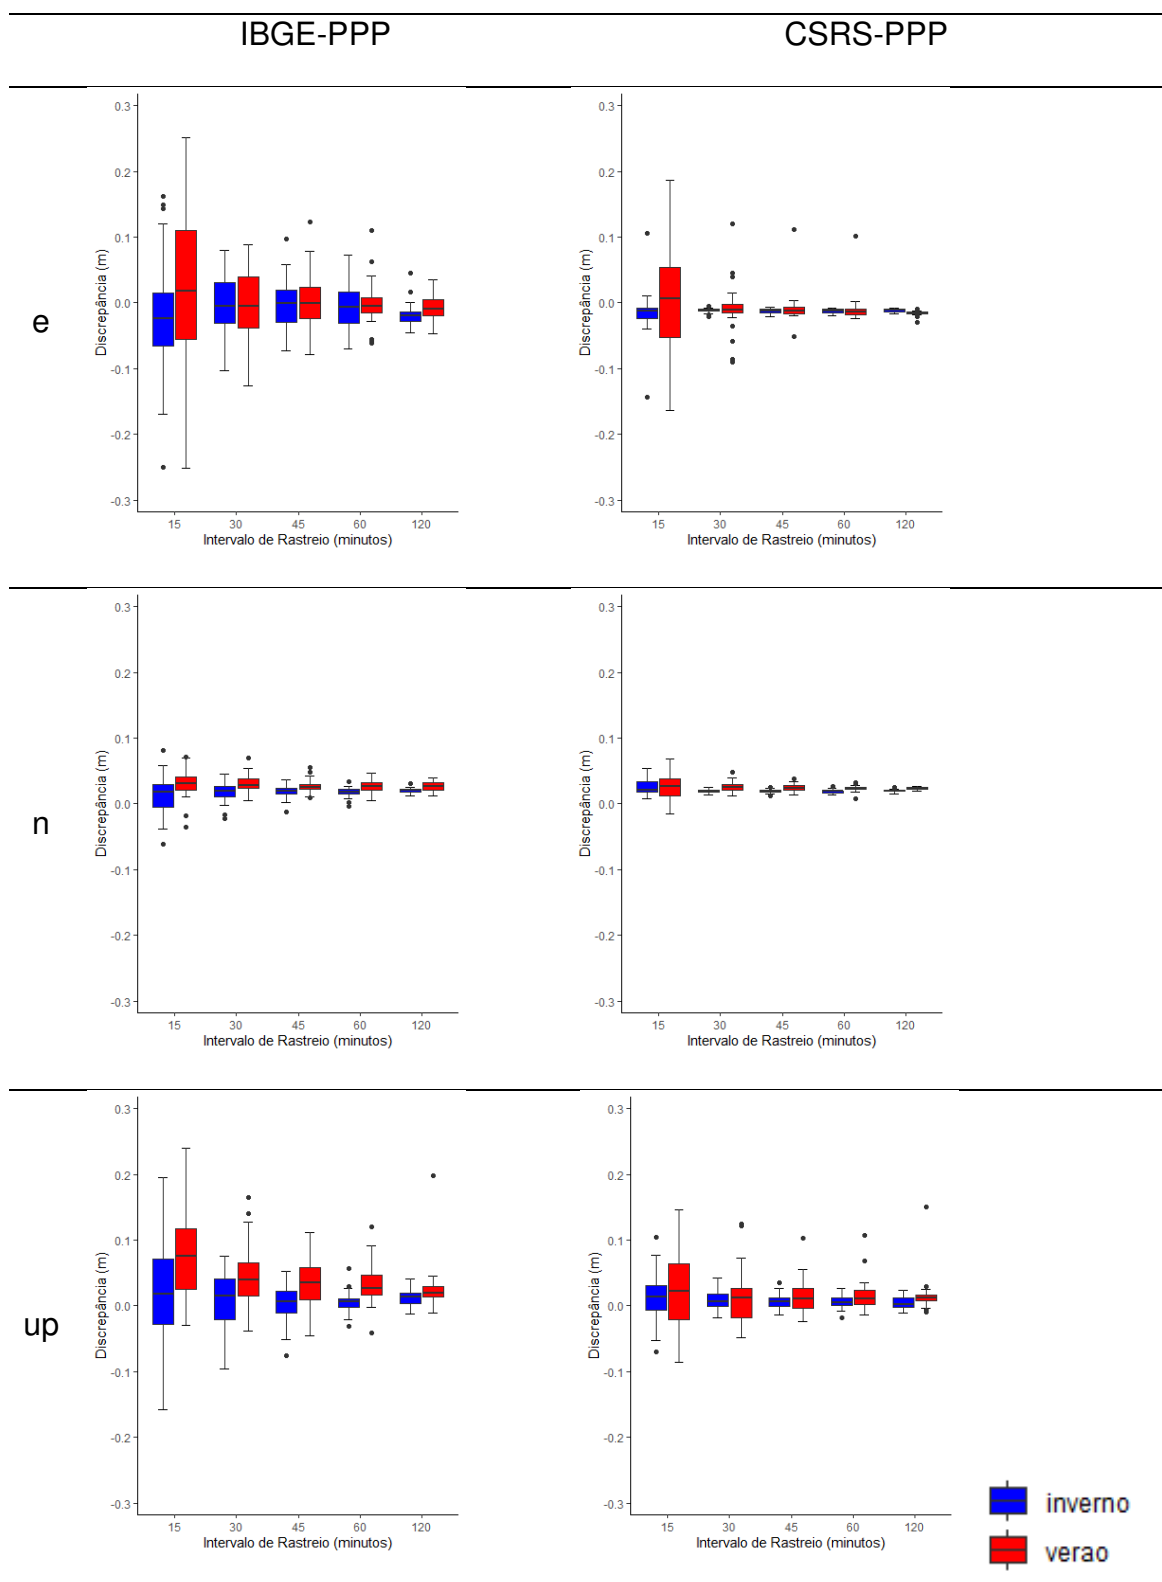 IBGE-PPP CSRS-PPP
e
0.3
0.2
0.1
0.0
-0.1
-0.2
-0.3
Discrepância (m)
15 30 45 60 120
Intervalo de Rastreio (minutos)
0.3
0.2
0.1
0.0
-0.1
-0.2
-0.3
Discrepância (m)
15 30 45 60 120
Intervalo de Rastreio (minutos)
n
0.3
0.2
0.1
0.0
-0.1
-0.2
-0.3
Discrepância (m)
15 30 45 60 120
Intervalo de Rastreio (minutos)
0.3
0.2
0.1
0.0
-0.1
-0.2
-0.3
Discrepância (m)
15 30 45 60 120
Intervalo de Rastreio (minutos)
up
0.3
0.2
0.1
0.0
-0.1
-0.2
-0.3
Discrepância (m)
15 30 45 60 120
Intervalo de Rastreio (minutos)
0.3
0.2
0.1
0.0
-0.1
-0.2
-0.3
Discrepância (m)
15 30 45 60 120
Intervalo de Rastreio (minutos)
inverno
verao